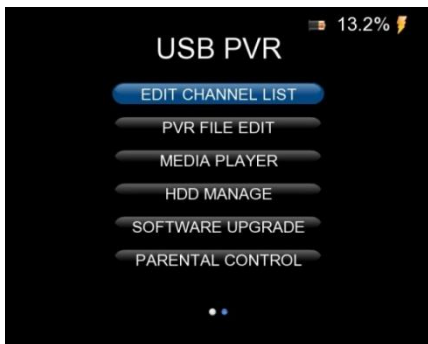 13.2%
USB PVR
EDIT CHANNEL LIST
PVR FILE EDIT
MEDIA PLAYER
HDD MANAGE
SOFTWARE UPGRADE
PARENTAL CONTROL